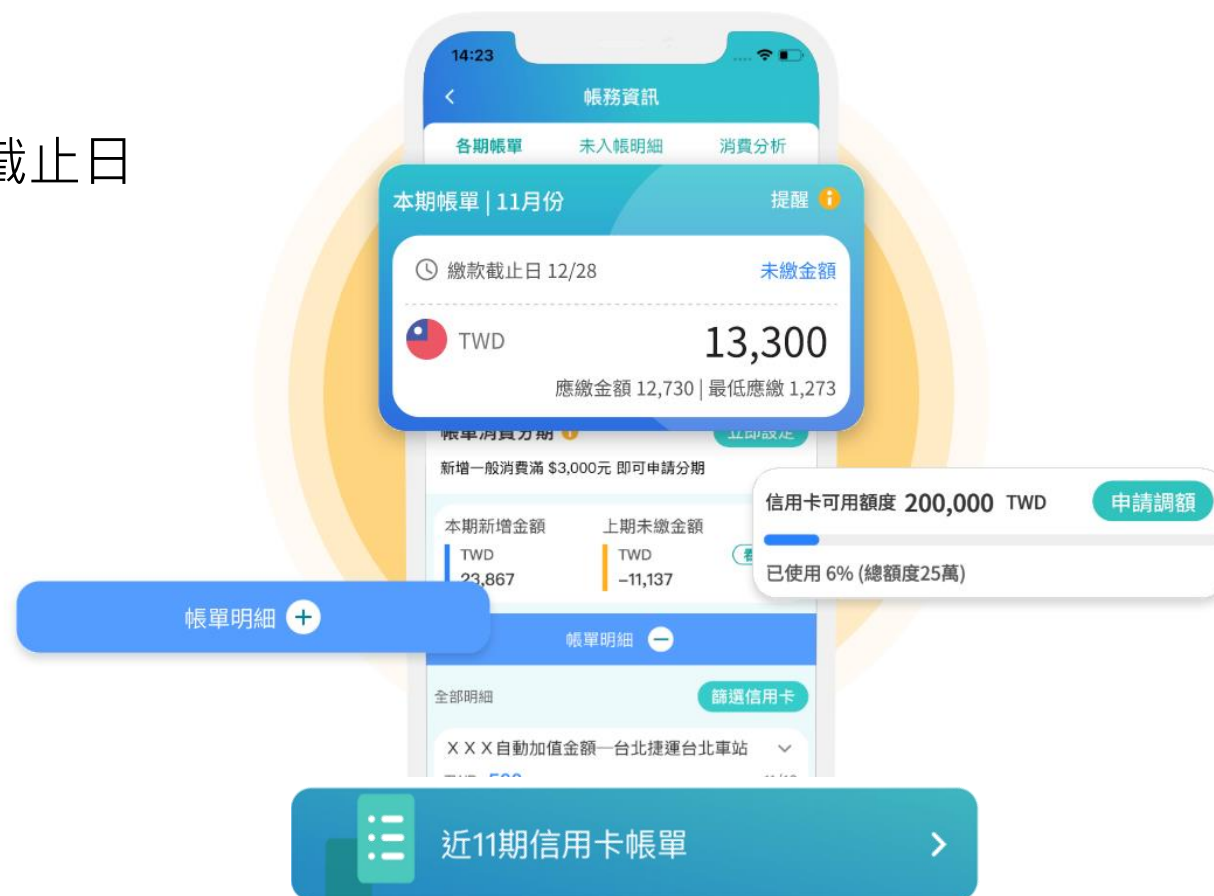 截止日
14:23
帳務資訊
各期帳單 未入帳明細 消費分析
本期帳單 | 11月份 提醒
繳款截止日 12/28 未繳金額
TWD 13,300
應繳金額 12,730 | 最低應繳 1,273
帳單消費分期 立即設定
新增一般消費滿 $3,000元 即可申請分期
信用卡可用額度 200,000 TWD 申請調額
已使用 6% (總額度25萬)
本期新增金額 上期未繳金額
TWD TWD
23,867 –11,137
帳單明細 +
帳單明細 –
全部明細 篩選信用卡
ＸＸＸ自動加值金額─台北捷運台北車站
近11期信用卡帳單